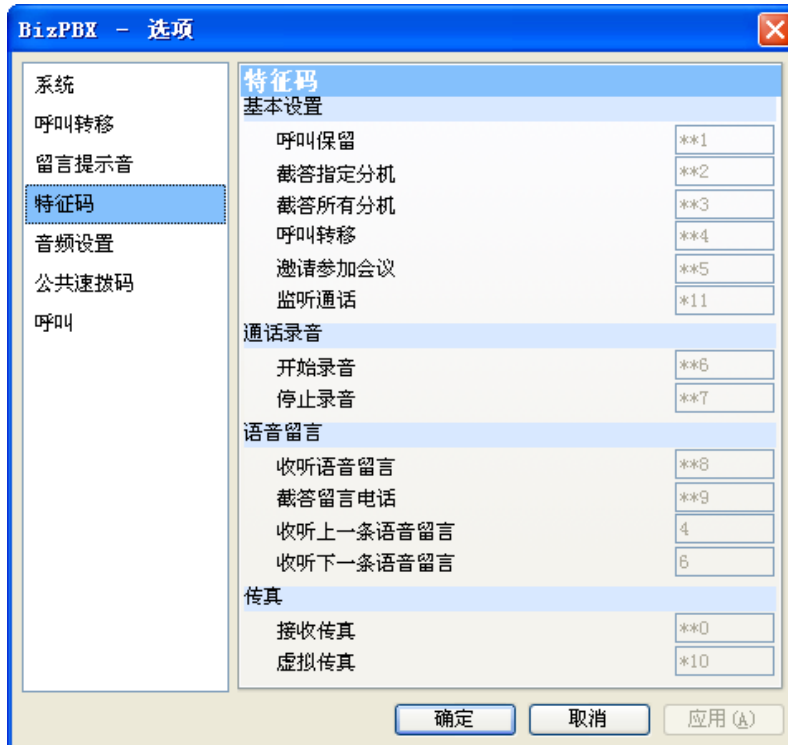 BizPBX - 选项
系统
呼叫转移
留言提示音
特征码
音频设置
公共速拨码
呼叫
特征码
基本设置
呼叫保留 **1
截答指定分机 **2
截答所有分机 **3
呼叫转移 **4
邀请参加会议 **5
监听通话 *11
通话录音
开始录音 **6
停止录音 **7
语音留言
收听语音留言 **8
截答留言电话 **9
收听上一条语音留言 4
收听下一条语音留言 6
传真
接收传真 **0
虚拟传真 *10
确定 取消 应用(A)